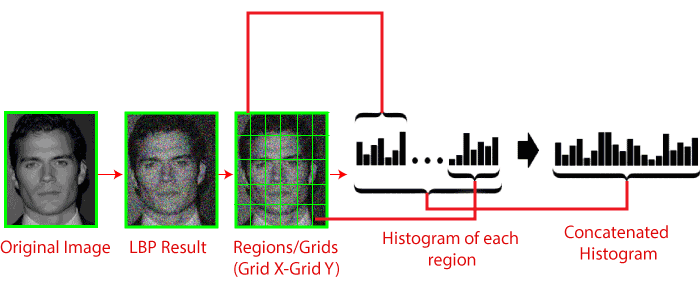 Original Image
LBP Result
Regions/Grids
(Grid X-Grid Y)
Histogram of each
region
Concatenated
Histogram